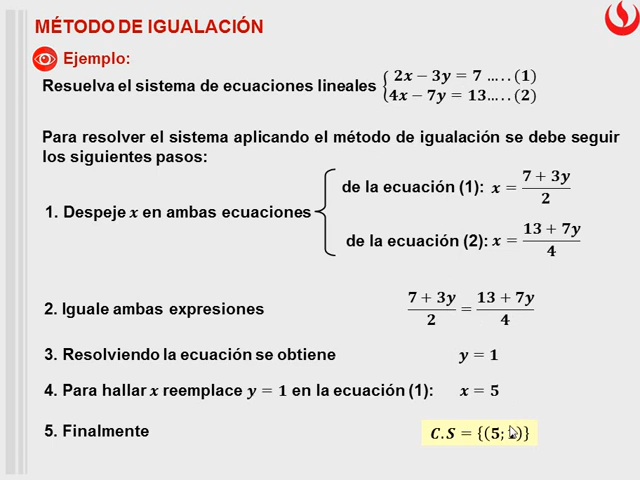 MÉTODO DE IGUALACIÓN
Ejemplo:
Resuelva el sistema de ecuaciones lineales { 2x − 3y = 7 .....(1)
4x − 7y = 13.....(2)
Para resolver el sistema aplicando el método de igualación se debe seguir
los siguientes pasos:
1. Despeje x en ambas ecuaciones
de la ecuación (1): x = (7 + 3y)/2
de la ecuación (2): x = (13 + 7y)/4
2. Iguale ambas expresiones (7 + 3y)/2 = (13 + 7y)/4
3. Resolviendo la ecuación se obtiene y = 1
4. Para hallar x reemplace y = 1 en la ecuación (1): x = 5
5. Finalmente C.S = {(5; )}